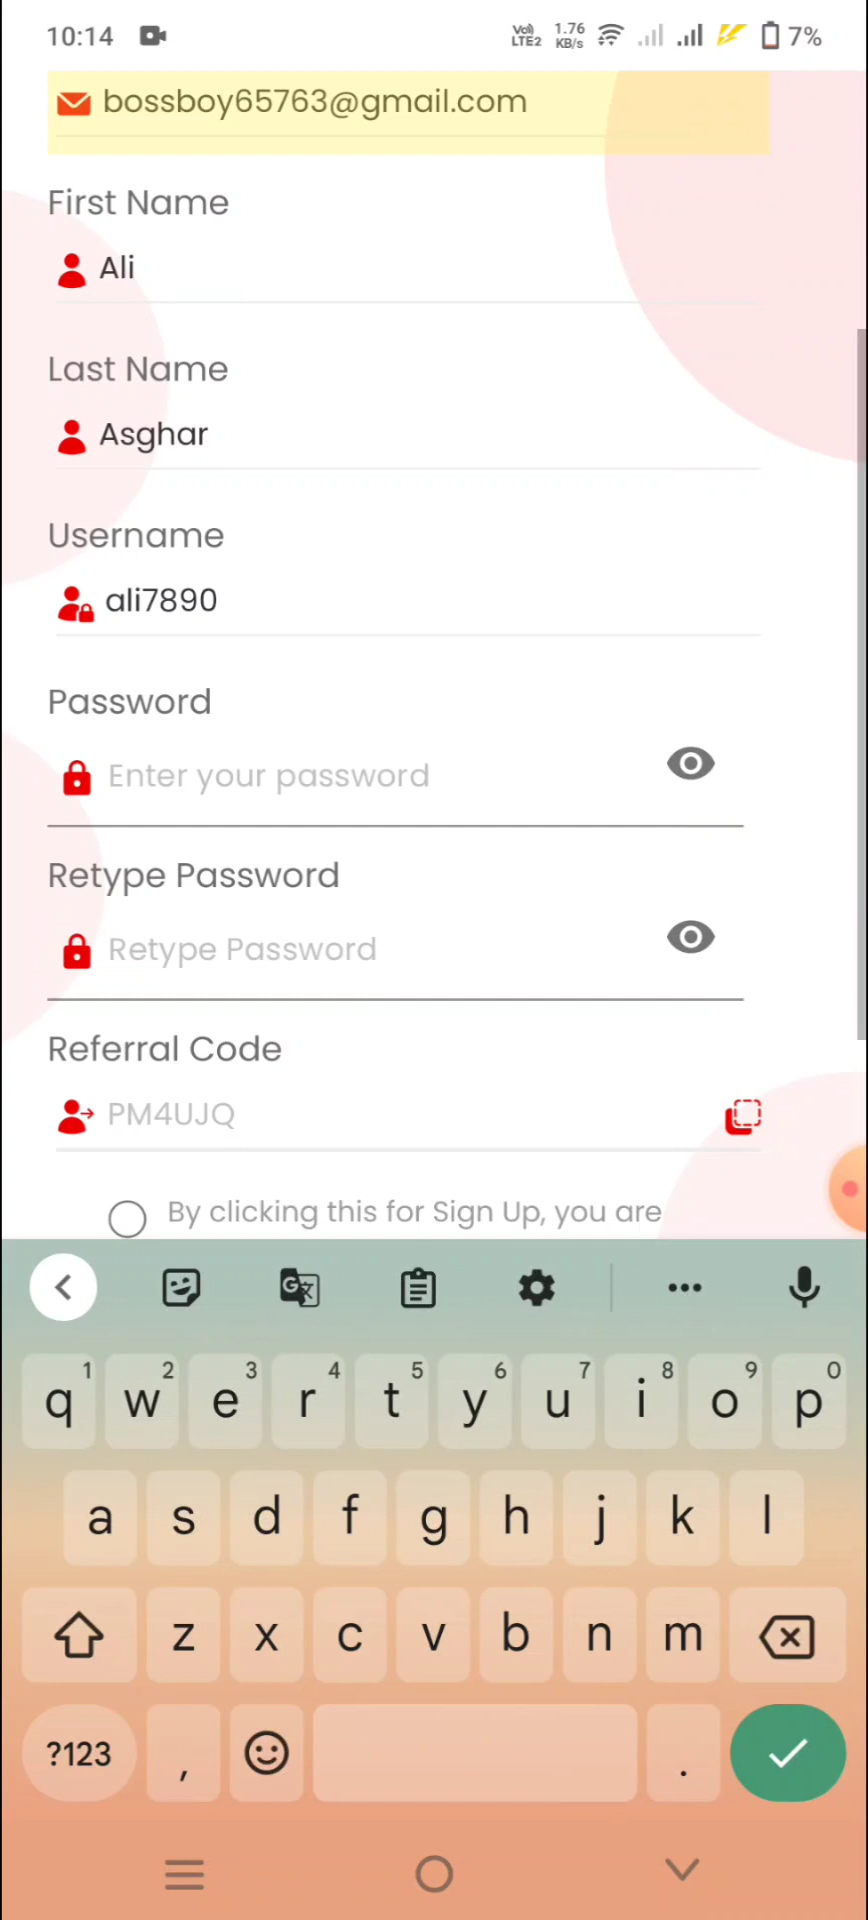 10:14 Vo)) LTE2 1.76 KB/s 7%
bossboy65763@gmail.com
First Name
Ali
Last Name
Asghar
Username
ali7890
Password
Enter your password
Retype Password
Retype Password
Referral Code
PM4UJQ
By clicking this for Sign Up, you are
G
1 2 3 4 5 6 7 8 9 0
q w e r t y u i o p
a s d f g h j k l
z x c v b n m
?123 , .